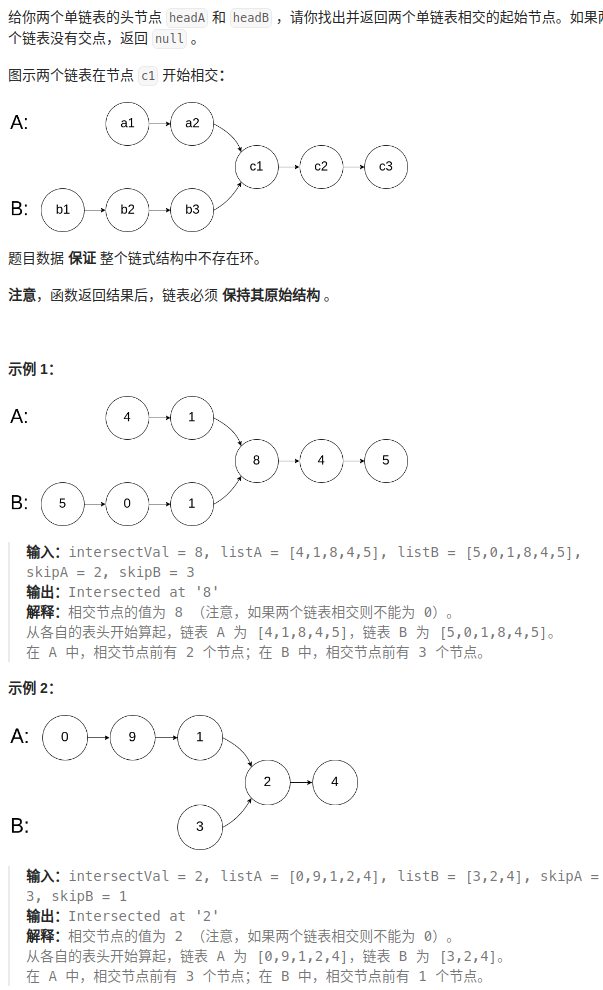 给你两个单链表的头节点 headA 和 headB ，请你找出并返回两个单链表相交的起始节点。如果两
个链表没有交点，返回 null 。
图示两个链表在节点 c1 开始相交：
A: a1 a2
c1 c2 c3
B: b1 b2 b3
题目数据 保证 整个链式结构中不存在环。
注意，函数返回结果后，链表必须 保持其原始结构 。
示例 1：
A: 4 1
8 4 5
B: 5 0 1
输入：intersectVal = 8, listA = [4,1,8,4,5], listB = [5,0,1,8,4,5],
skipA = 2, skipB = 3
输出：Intersected at '8'
解释：相交节点的值为 8 （注意，如果两个链表相交则不能为 0）。
从各自的表头开始算起，链表 A 为 [4,1,8,4,5]，链表 B 为 [5,0,1,8,4,5]。
在 A 中，相交节点前有 2 个节点；在 B 中，相交节点前有 3 个节点。
示例 2：
A: 0 9 1
2 4
B: 3
输入：intersectVal = 2, listA = [0,9,1,2,4], listB = [3,2,4], skipA =
3, skipB = 1
输出：Intersected at '2'
解释：相交节点的值为 2 （注意，如果两个链表相交则不能为 0）。
从各自的表头开始算起，链表 A 为 [0,9,1,2,4]，链表 B 为 [3,2,4]。
在 A 中，相交节点前有 3 个节点；在 B 中，相交节点前有 1 个节点。